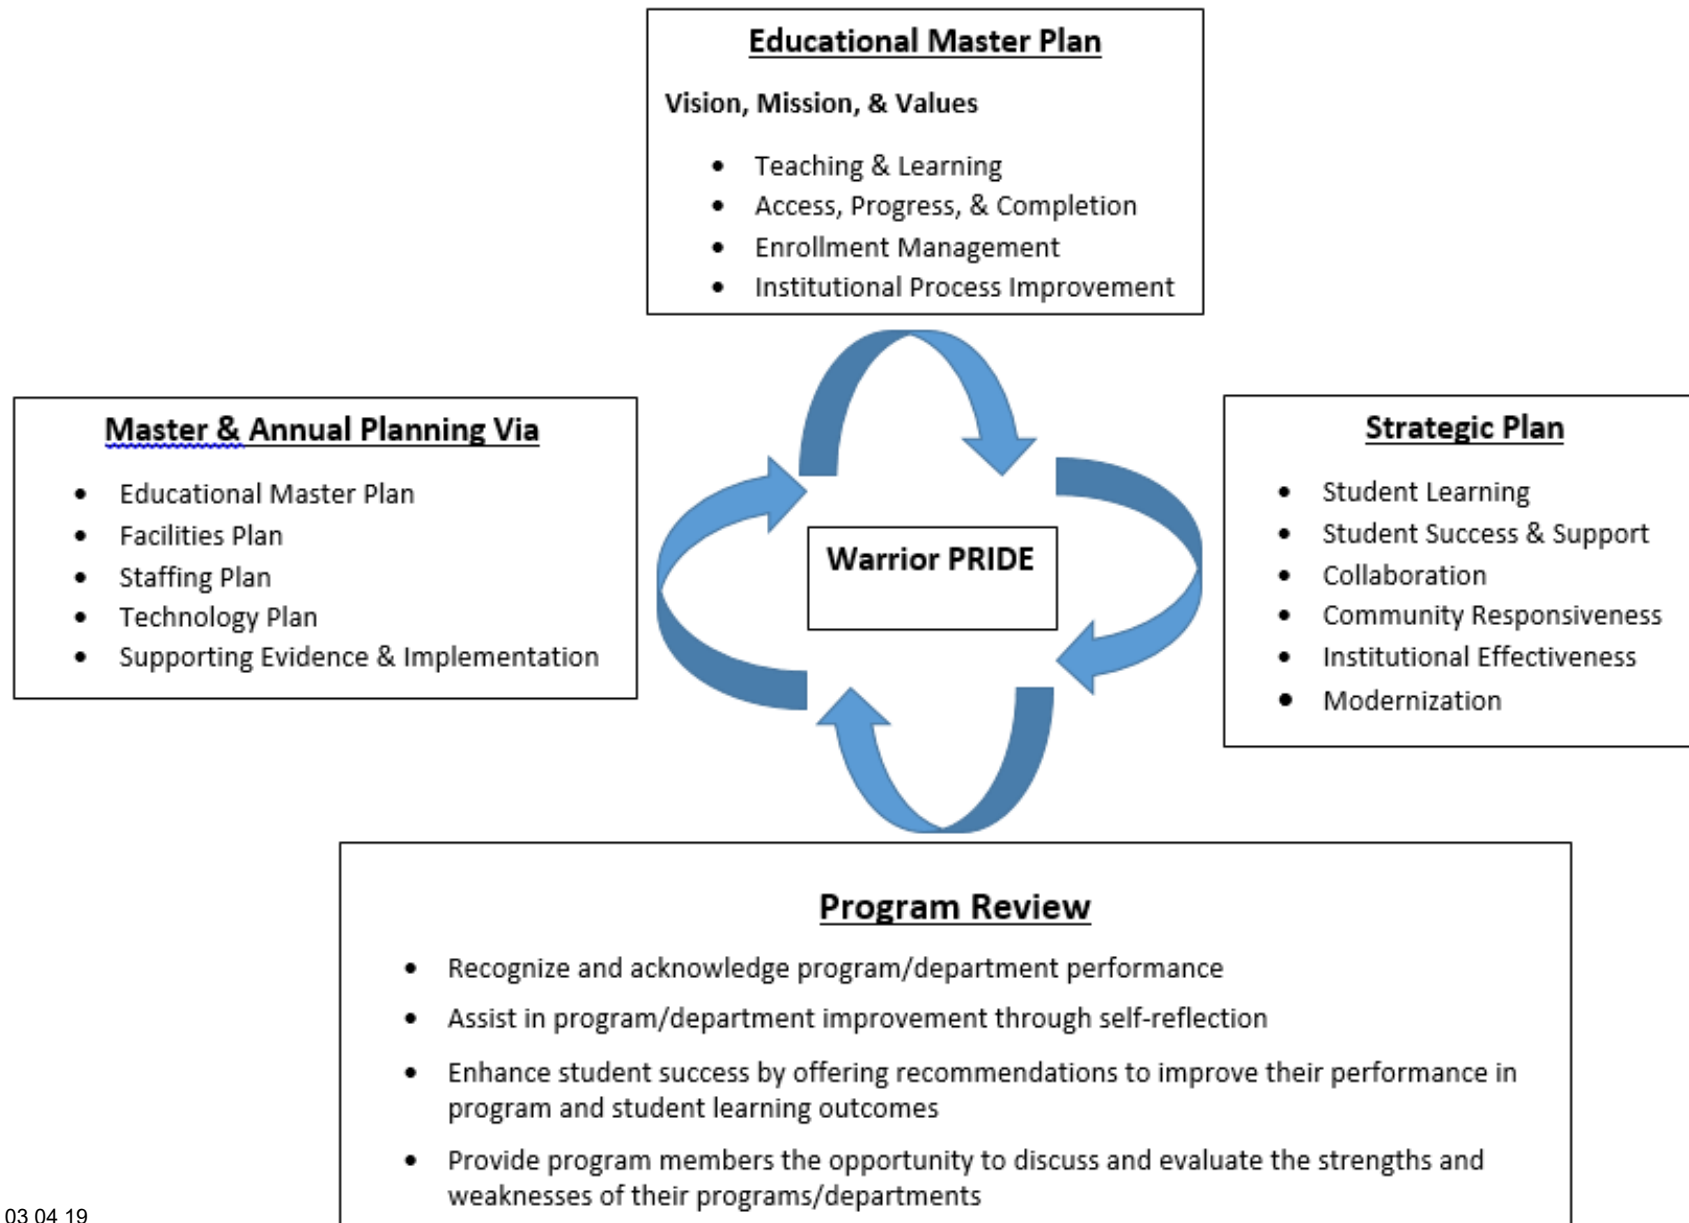 Educational Master Plan
Vision, Mission, & Values
• Teaching & Learning
• Access, Progress, & Completion
• Enrollment Management
• Institutional Process Improvement
Master & Annual Planning Via
• Educational Master Plan
• Facilities Plan
• Staffing Plan
• Technology Plan
• Supporting Evidence & Implementation
Warrior PRIDE
Strategic Plan
• Student Learning
• Student Success & Support
• Collaboration
• Community Responsiveness
• Institutional Effectiveness
• Modernization
Program Review
• Recognize and acknowledge program/department performance
• Assist in program/department improvement through self-reflection
• Enhance student success by offering recommendations to improve their performance in
program and student learning outcomes
• Provide program members the opportunity to discuss and evaluate the strengths and
weaknesses of their programs/departments
03 04 19